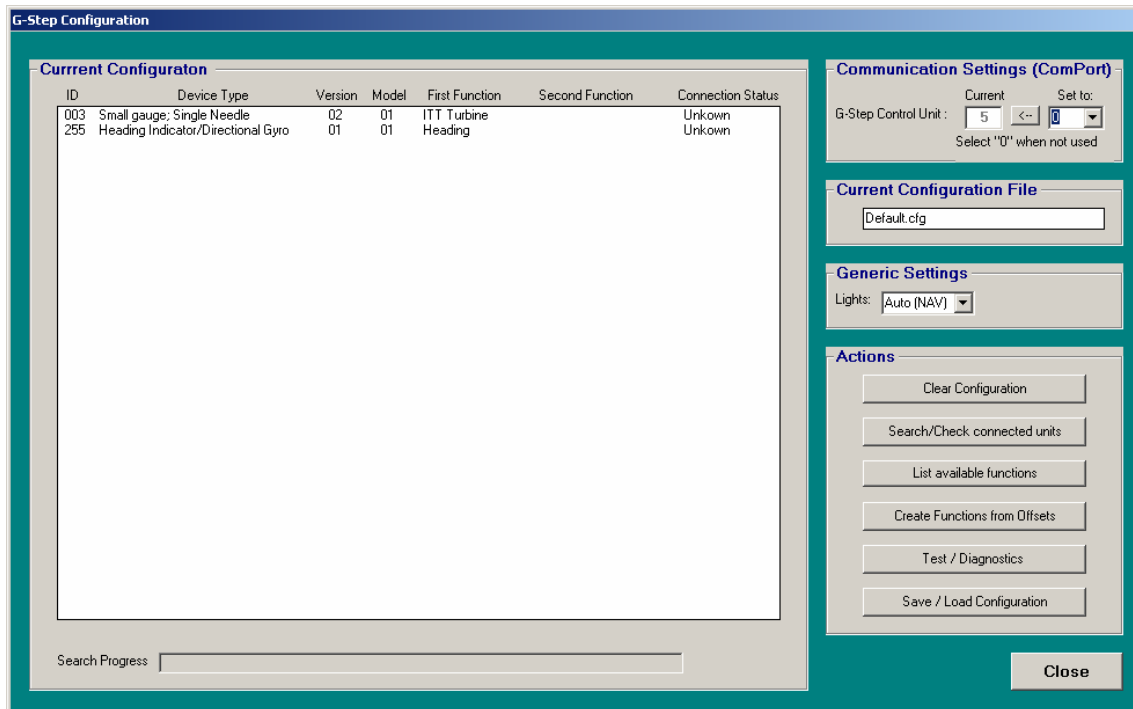 G-Step Configuration
Currrent Configuraton
ID Device Type Version Model First Function Second Function Connection Status
003 Small gauge; Single Needle 02 01 ITT Turbine Unkown
255 Heading Indicator/Directional Gyro 01 01 Heading Unkown
Search Progress
Communication Settings (ComPort)
Current Set to:
G-Step Control Unit : 5 <-- 0
Select "0" when not used
Current Configuration File
Default.cfg
Generic Settings
Lights: Auto (NAV)
Actions
Clear Configuration
Search/Check connected units
List available functions
Create Functions from Offsets
Test / Diagnostics
Save / Load Configuration
Close